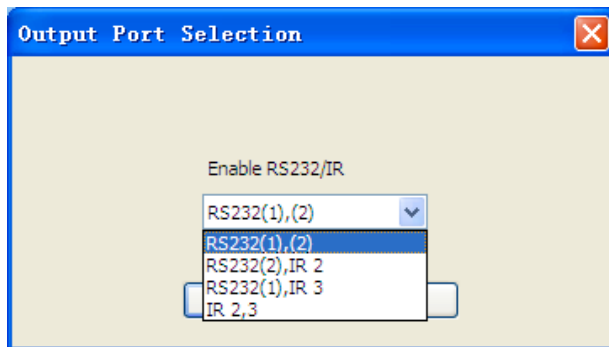 Output Port Selection
Enable RS232/IR
RS232(1),(2)
RS232(1),(2)
RS232(2),IR 2
RS232(1),IR 3
IR 2,3